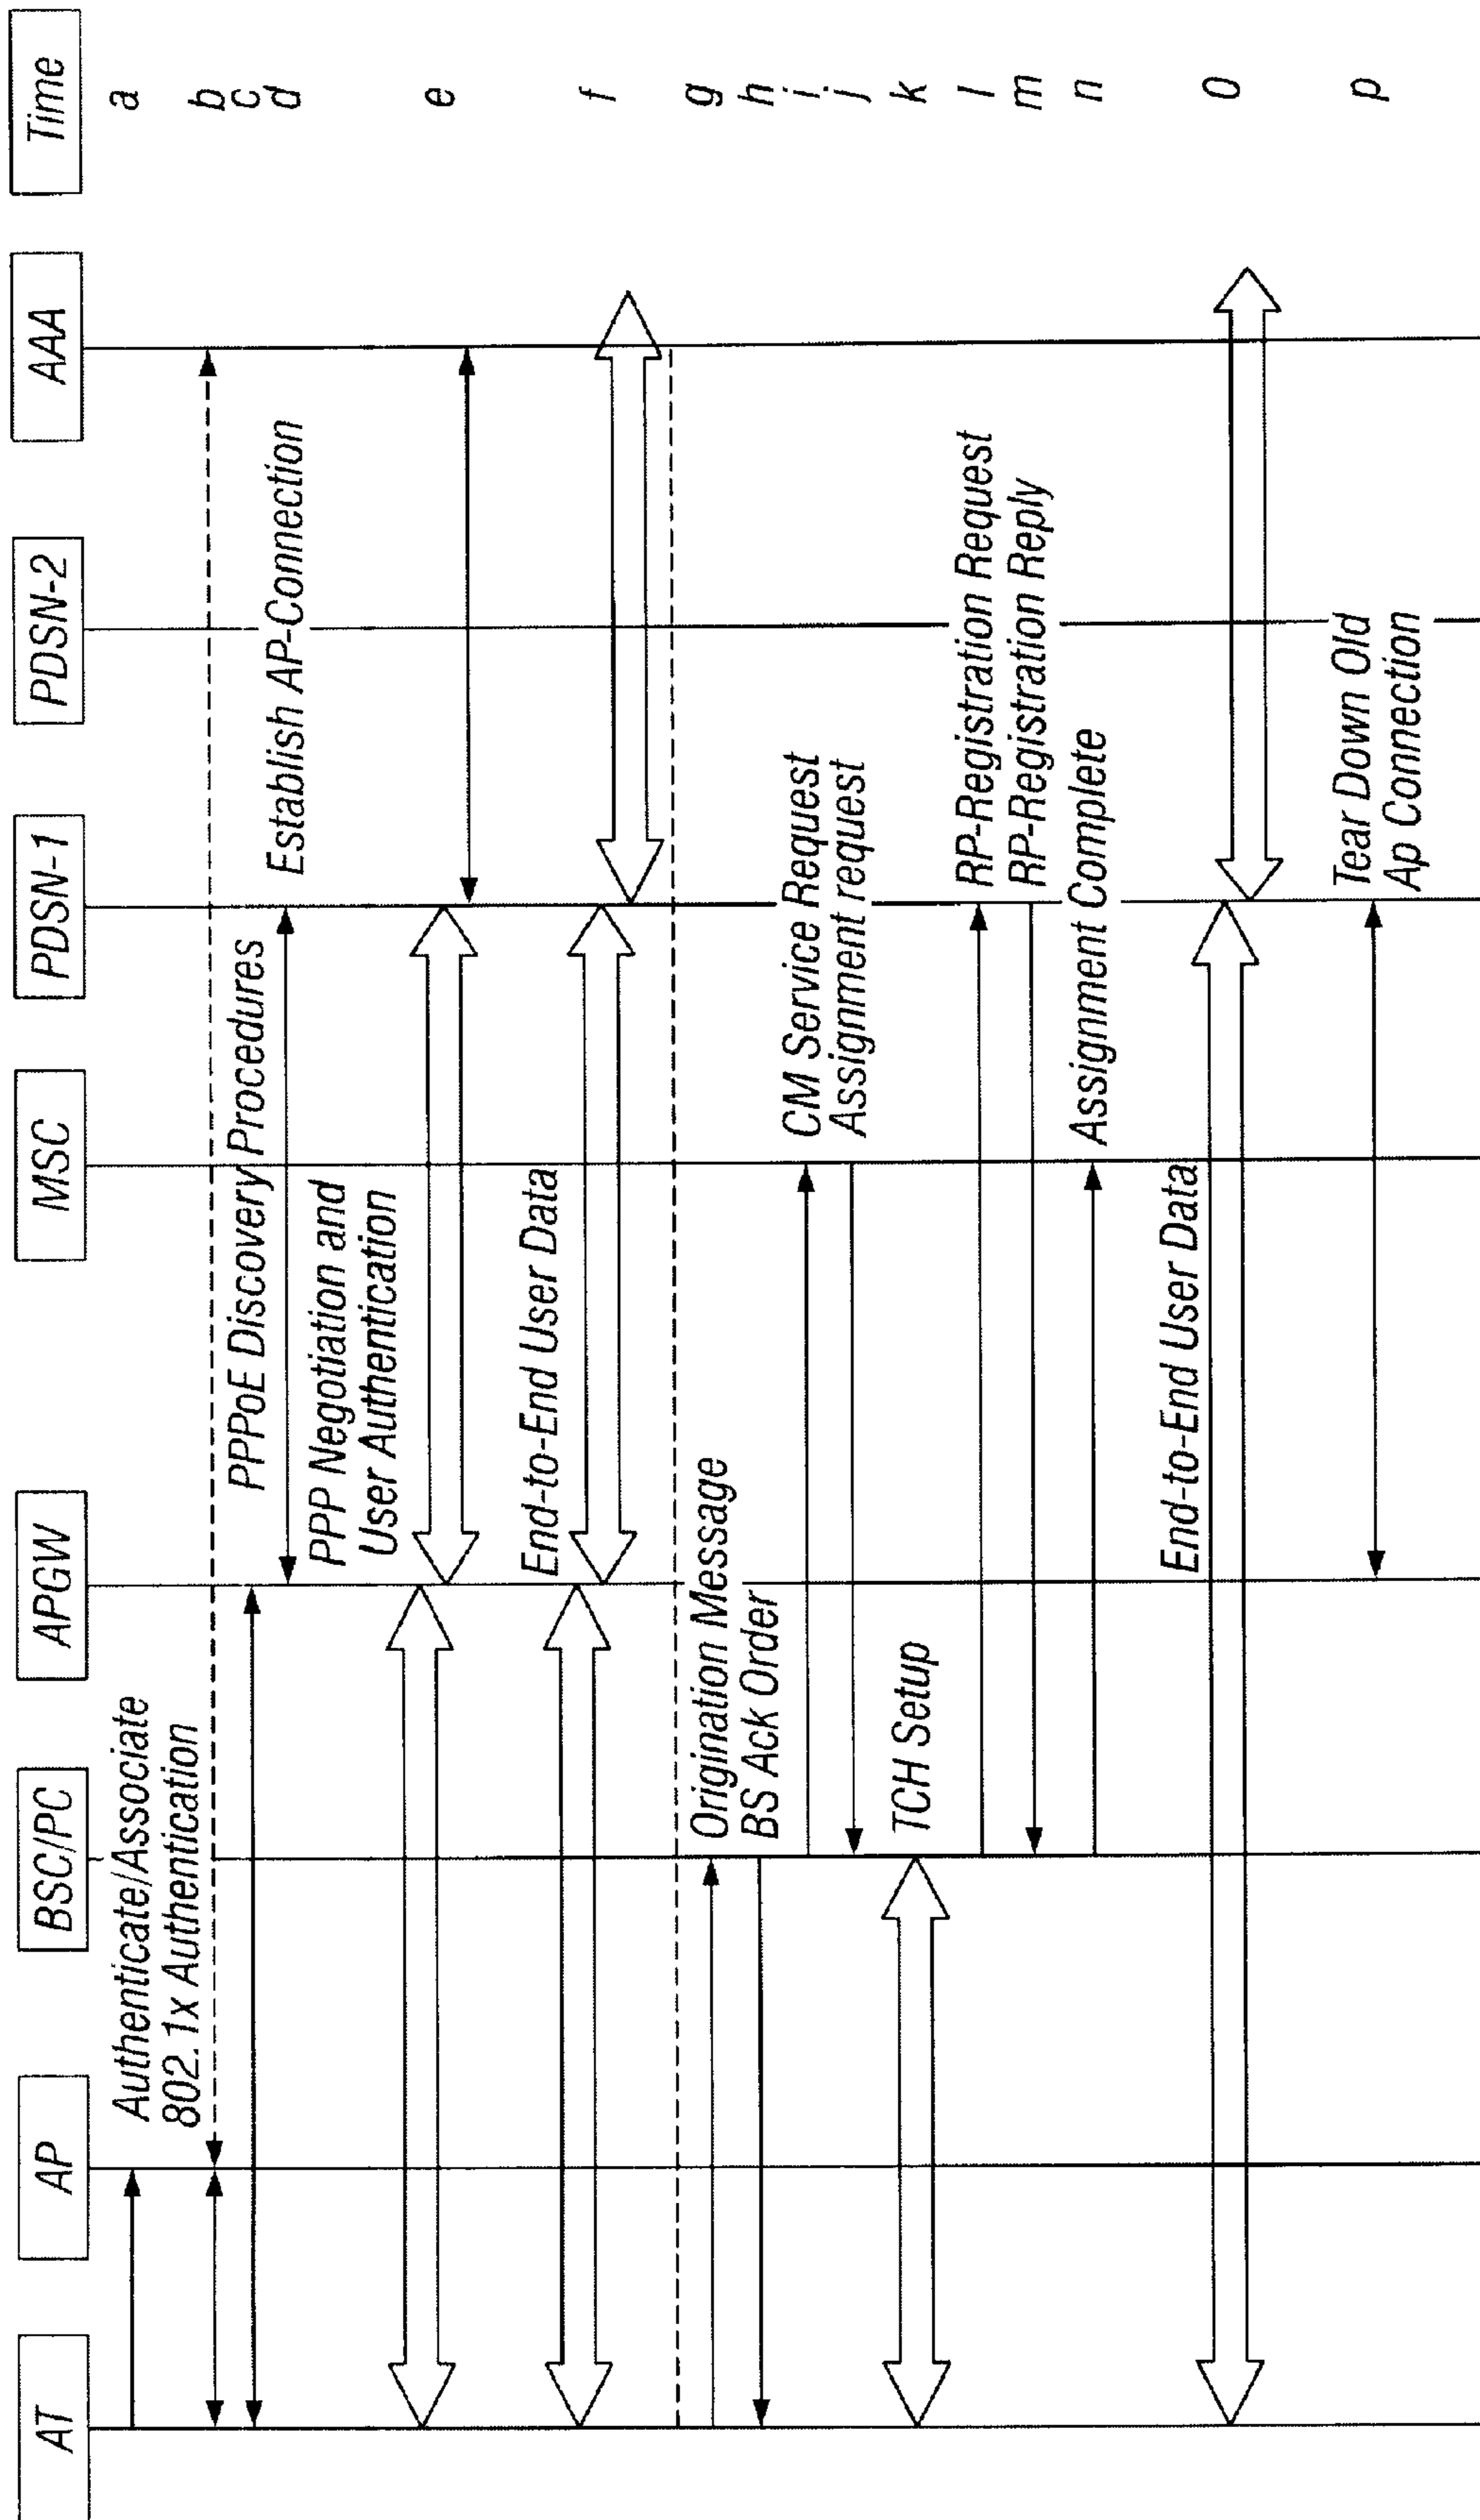 AT
AP
BSC/PC
APGW
MSC
PDSN-1
PDSN-2
AAA
Time
Authenticate/Associate
a
802.1x Authentication
b
PPPoE Discovery Procedures
c
Establish AP-Connection
d
PPP Negotiation and
User Authentication
e
End-to-End User Data
f
Origination Message
g
BS Ack Order
h
CM Service Request
i
Assignment request
j
TCH Setup
k
RP-Registration Request
l
RP-Registration Reply
m
Assignment Complete
n
End-to-End User Data
0
Tear Down Old
Ap Connection
p